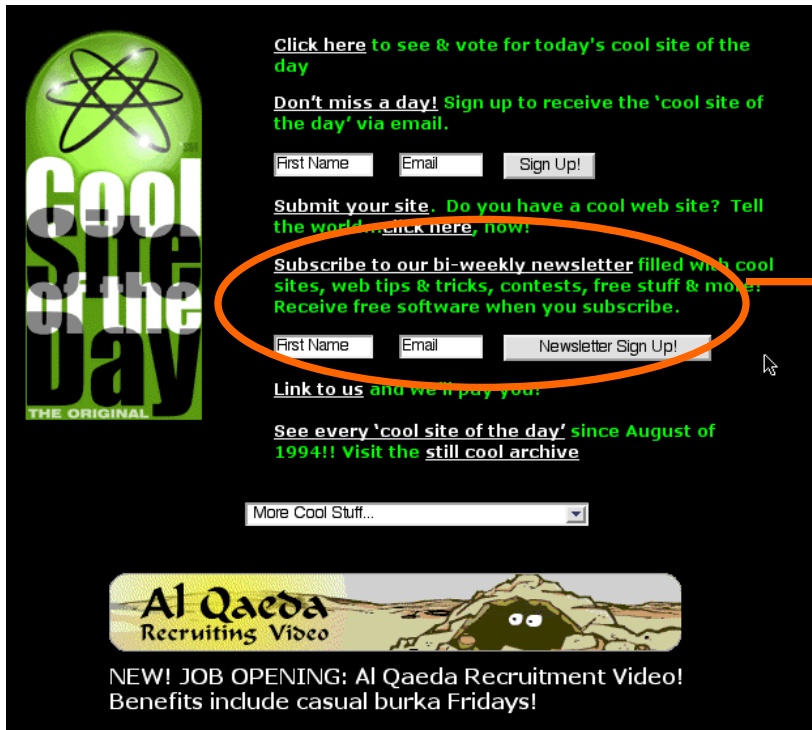 Cool
Site
of the
Day
THE ORIGINAL
Click here to see & vote for today's cool site of the
day
Don't miss a day! Sign up to receive the ‘cool site of
the day’ via email.
First Name Email Sign Up!
Submit your site. Do you have a cool web site? Tell
the world...click here, now!
Subscribe to our bi-weekly newsletter filled with cool
sites, web tips & tricks, contests, free stuff & more!
Receive free software when you subscribe.
First Name Email Newsletter Sign Up!
Link to us and we'll pay you!
See every ‘cool site of the day’ since August of
1994!! Visit the still cool archive
More Cool Stuff...
Al Qaeda
Recruiting Video
NEW! JOB OPENING: Al Qaeda Recruitment Video!
Benefits include casual burka Fridays!